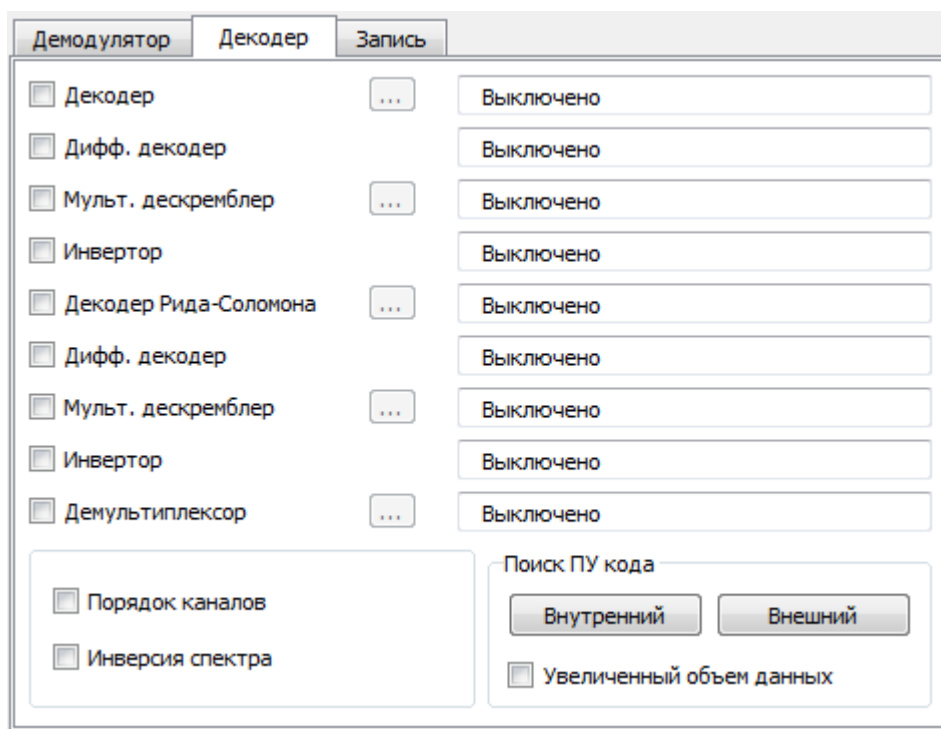 Демодулятор Декодер Запись
Декодер ... Выключено
Дифф. декодер Выключено
Мульт. дескремблер ... Выключено
Инвертор Выключено
Декодер Рида-Соломона ... Выключено
Дифф. декодер Выключено
Мульт. дескремблер ... Выключено
Инвертор Выключено
Демультиплексор ... Выключено
Порядок каналов
Инверсия спектра
Поиск ПУ кода
Внутренний Внешний
Увеличенный объем данных